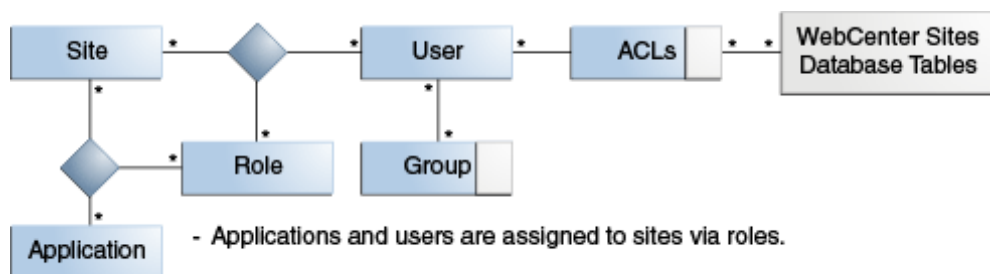 Site
*
*
User
*
ACLs
*
*
WebCenter Sites
Database Tables
*
*
*
*
*
Role
Group
*
Application
- Applications and users are assigned to sites via roles.